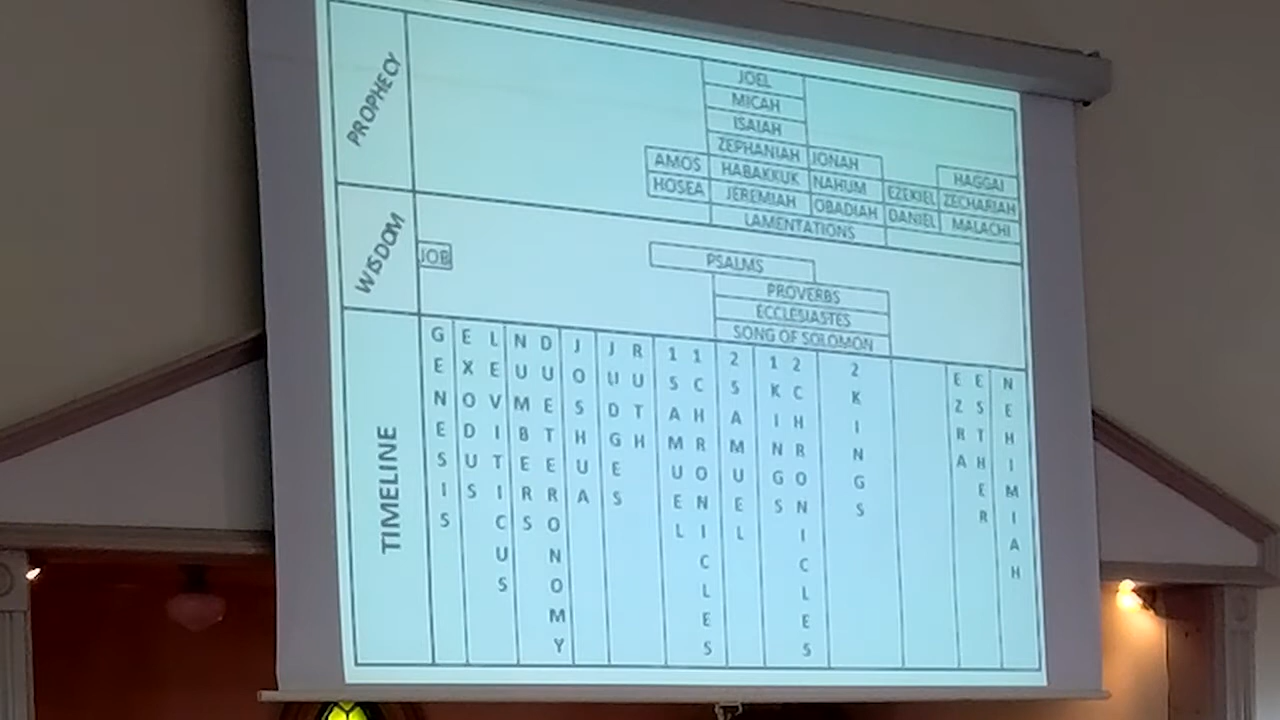 PROPHECY
JOEL
MICAH
ISAIAH
ZEPHANIAH JONAH
AMOS HABAKKUK NAHUM EZEKIEL HAGGAI
HOSEA JEREMIAH OBADIAH DANIEL ZECHARIAH
LAMENTATIONS MALACHI
WISDOM
JOB
PSALMS
PROVERBS
ECCLESIASTES
SONG OF SOLOMON
TIMELINE
GENESIS
EXODUS
LEVITICUS
NUMBERS
DUETERRONOMY
JOSHUA
JUDGES
RUTH
1 SAMUEL
1 CHRONICLES
2 SAMUEL
1 KINGS
2 CHRONICLES
2 KINGS
EZRA
ESTHER
NEHIMIAH